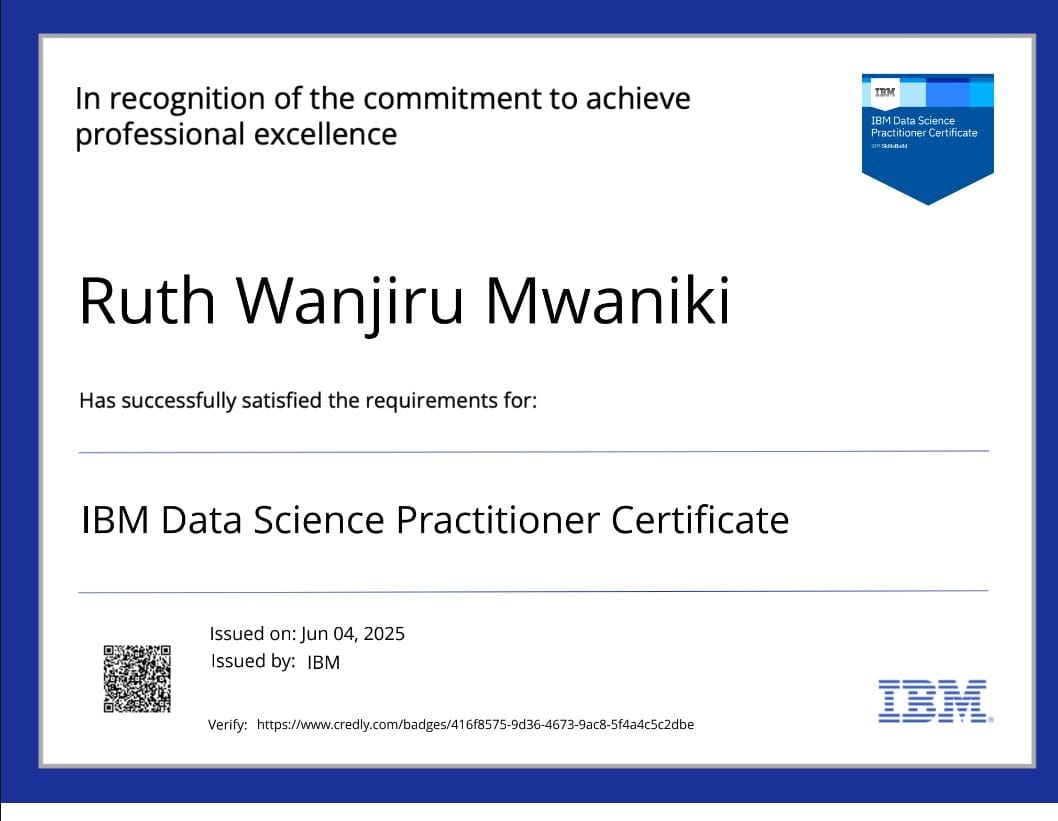 In recognition of the commitment to achieve
professional excellence
IBM
IBM Data Science
Practitioner Certificate
IBM SkillsBuild
Ruth Wanjiru Mwaniki
Has successfully satisfied the requirements for:
IBM Data Science Practitioner Certificate
Issued on: Jun 04, 2025
Issued by: IBM
Verify: https://www.credly.com/badges/416f8575-9d36-4673-9ac8-5f4a4c5c2dbe
IBM®